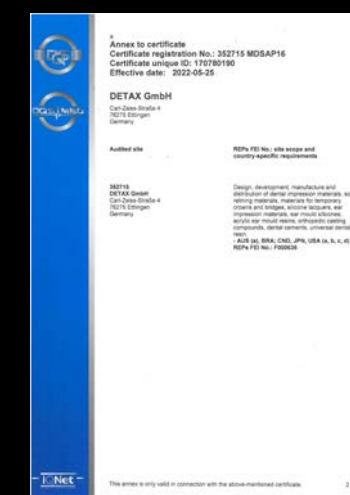 Annex to certificate
Certificate registration No.: 352715 MDSAP16
Certificate unique ID: 170780190
Effective date: 2022-05-25
DETAX GmbH
Carl-Zeiss-Straße 4
76275 Ettlingen
Germany
Audited site
REPs FEI No.: site scope and
country-specific requirements
352715
DETAX GmbH
Carl-Zeiss-Straße 4
76275 Ettlingen
Germany
Design, development, manufacture and
distribution of dental impression materials, soft
relining materials, materials for temporary
crowns and bridges, silicone lacquers, ear
impression materials, ear mould silicones,
acrylic ear mould resins, orthopedic casting
compounds, dental cements, universal dental
resin.
- AUS (a), BRA; CND, JPN, USA (a, b, c, d)
REPs FEI No.: F000636
DQS
IQNet
This annex is only valid in connection with the above-mentioned certificate.
2